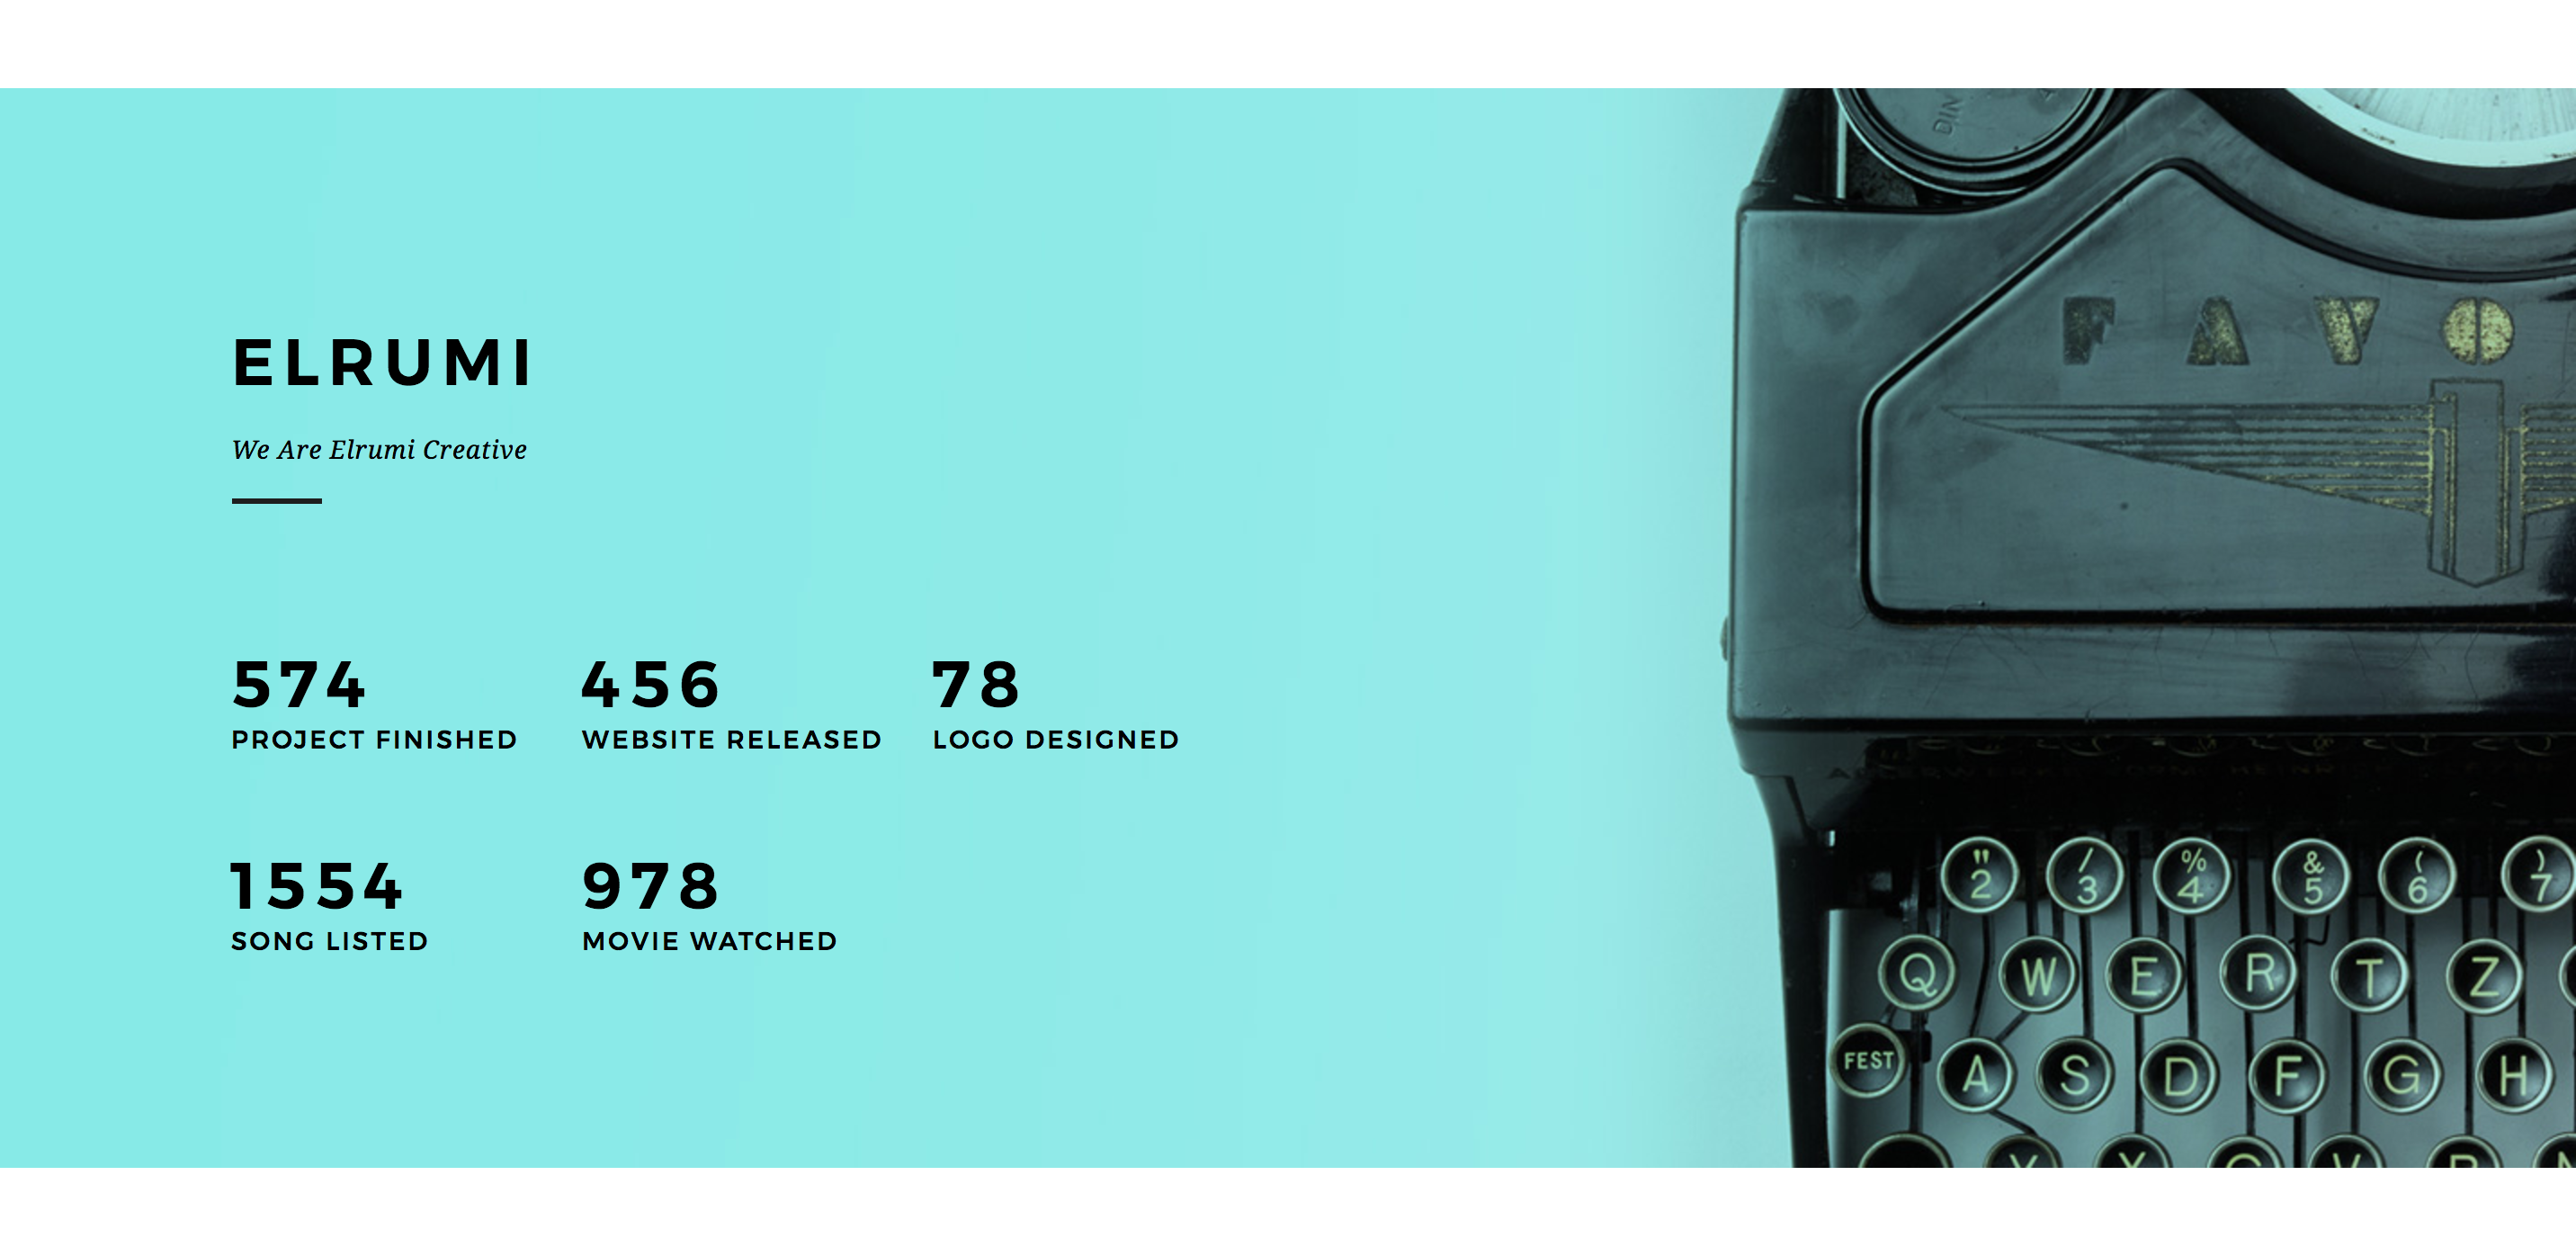 ELRUMI
We Are Elrumi Creative
574 456 78
PROJECT FINISHED WEBSITE RELEASED LOGO DESIGNED
1554 978
SONG LISTED MOVIE WATCHED
DIN
FAVO
" / % & ( )
2 3 4 5 6 7
Q W E R T Z
FEST A S D F G H